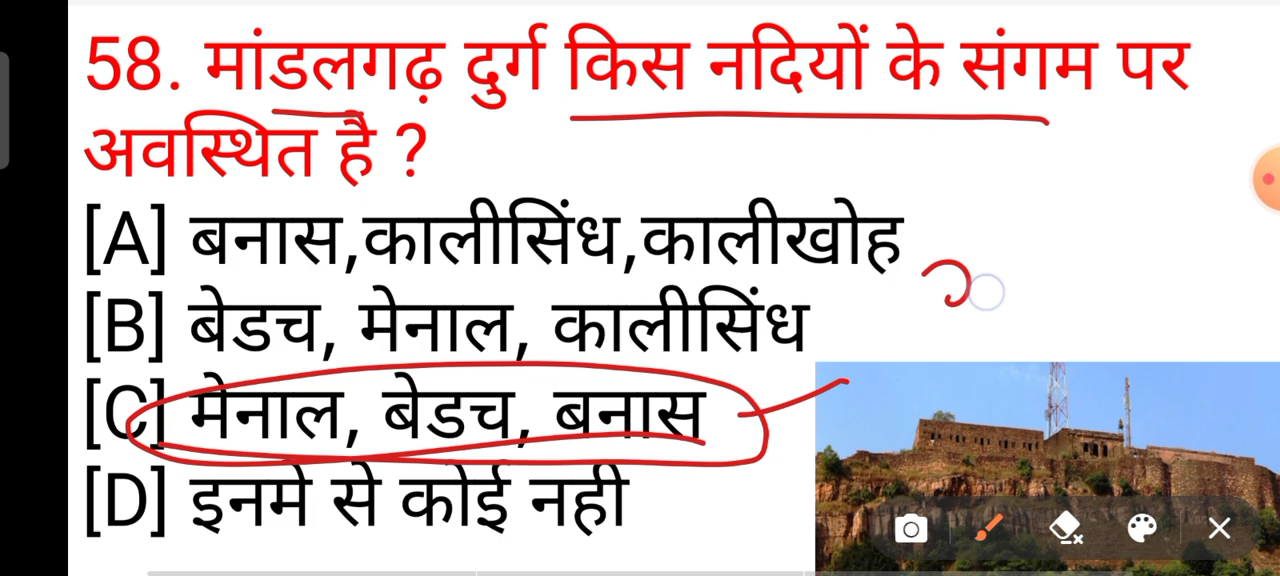 58. मांडलगढ़ दुर्ग किस नदियों के संगम पर
अवस्थित है ?
[A] बनास,कालीसिंध,कालीखोह
[B] बेडच, मेनाल, कालीसिंध
[C] मेनाल, बेडच, बनास
[D] इनमे से कोई नही